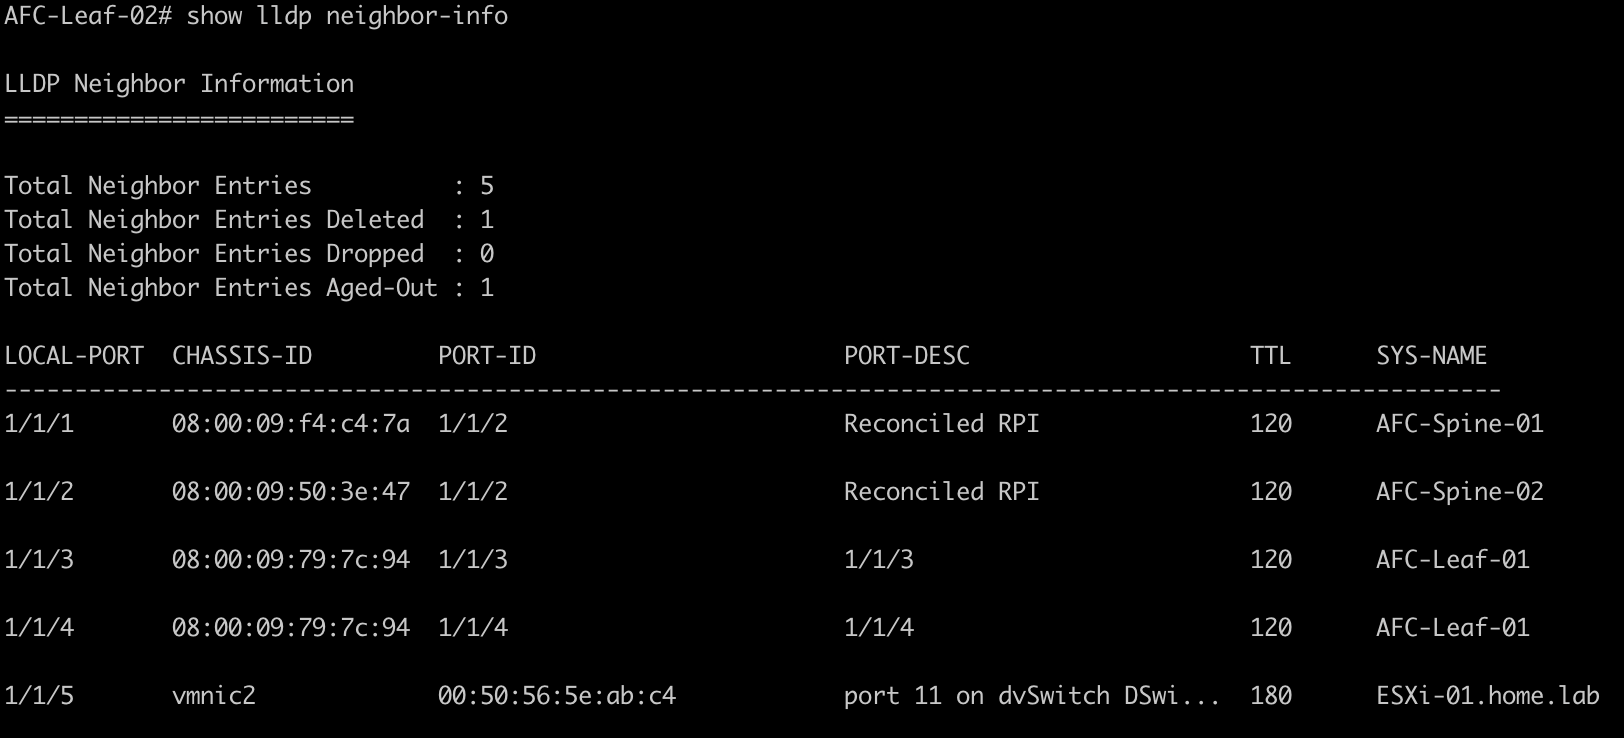 AFC-Leaf-02# show lldp neighbor-info
LLDP Neighbor Information
=========================
Total Neighbor Entries          : 5
Total Neighbor Entries Deleted  : 1
Total Neighbor Entries Dropped  : 0
Total Neighbor Entries Aged-Out : 1
LOCAL-PORT  CHASSIS-ID         PORT-ID                      PORT-DESC                    TTL      SYS-NAME
-----------------------------------------------------------------------------------------------------------
1/1/1       08:00:09:f4:c4:7a  1/1/2                        Reconciled RPI               120      AFC-Spine-01
1/1/2       08:00:09:50:3e:47  1/1/2                        Reconciled RPI               120      AFC-Spine-02
1/1/3       08:00:09:79:7c:94  1/1/3                        1/1/3                        120      AFC-Leaf-01
1/1/4       08:00:09:79:7c:94  1/1/4                        1/1/4                        120      AFC-Leaf-01
1/1/5       vmnic2             00:50:56:5e:ab:c4            port 11 on dvSwitch DSwi...  180      ESXi-01.home.lab